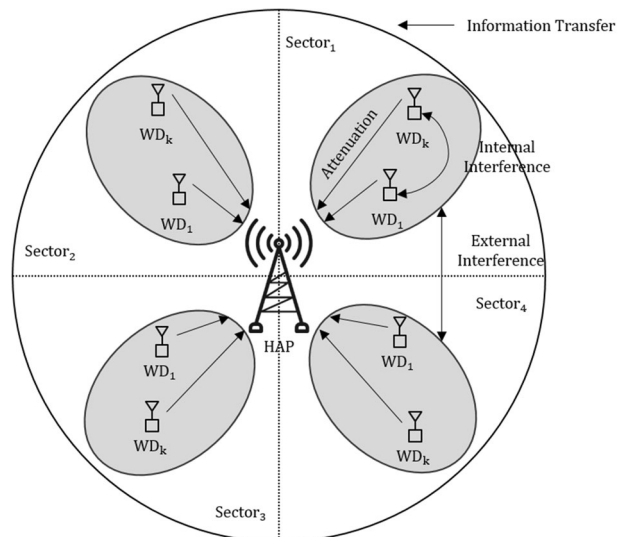 Information Transfer
Sector₁
WDₖ
WD₁
Attenuation
WDₖ
WD₁
Internal
Interference
Sector₂
External
Interference
Sector₄
HAP
WD₁
WDₖ
WD₁
WDₖ
Sector₃